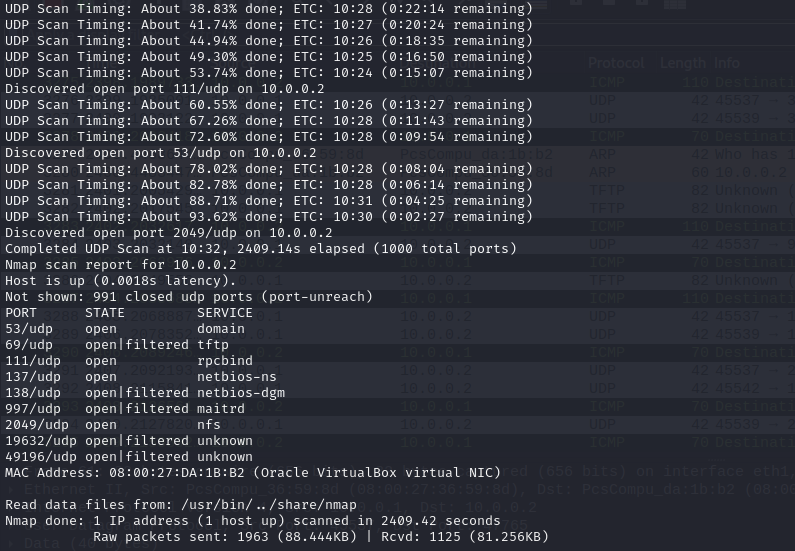 UDP Scan Timing: About 38.83% done; ETC: 10:28 (0:22:14 remaining)
UDP Scan Timing: About 41.74% done; ETC: 10:27 (0:20:24 remaining)
UDP Scan Timing: About 44.94% done; ETC: 10:26 (0:18:35 remaining)
UDP Scan Timing: About 49.30% done; ETC: 10:25 (0:16:50 remaining)
UDP Scan Timing: About 53.74% done; ETC: 10:24 (0:15:07 remaining)
Discovered open port 111/udp on 10.0.0.2
UDP Scan Timing: About 60.55% done; ETC: 10:26 (0:13:27 remaining)
UDP Scan Timing: About 67.26% done; ETC: 10:28 (0:11:43 remaining)
UDP Scan Timing: About 72.60% done; ETC: 10:28 (0:09:54 remaining)
Discovered open port 53/udp on 10.0.0.2
UDP Scan Timing: About 78.02% done; ETC: 10:28 (0:08:04 remaining)
UDP Scan Timing: About 82.78% done; ETC: 10:28 (0:06:14 remaining)
UDP Scan Timing: About 88.71% done; ETC: 10:31 (0:04:25 remaining)
UDP Scan Timing: About 93.62% done; ETC: 10:30 (0:02:27 remaining)
Discovered open port 2049/udp on 10.0.0.2
Completed UDP Scan at 10:32, 2409.14s elapsed (1000 total ports)
Nmap scan report for 10.0.0.2
Host is up (0.0018s latency).
Not shown: 991 closed udp ports (port-unreach)
PORT STATE SERVICE
53/udp open domain
69/udp open|filtered tftp
111/udp open rpcbind
137/udp open netbios-ns
138/udp open|filtered netbios-dgm
997/udp open|filtered maitrd
2049/udp open nfs
19632/udp open|filtered unknown
49196/udp open|filtered unknown
MAC Address: 08:00:27:DA:1B:B2 (Oracle VirtualBox virtual NIC)
Read data files from: /usr/bin/../share/nmap
Nmap done: 1 IP address (1 host up) scanned in 2409.42 seconds
Raw packets sent: 1963 (88.444KB) | Rcvd: 1125 (81.256KB)
Protocol Length Info